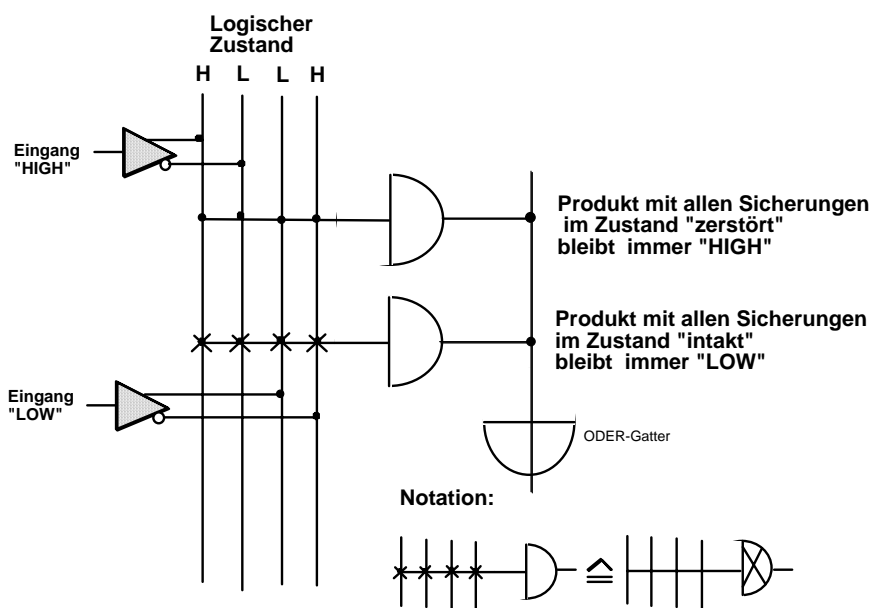 Logischer
Zustand
H L L H
Eingang
"HIGH"
Produkt mit allen Sicherungen
im Zustand "zerstört"
bleibt immer "HIGH"
Produkt mit allen Sicherungen
im Zustand "intakt"
bleibt immer "LOW"
Eingang
"LOW"
ODER-Gatter
Notation: